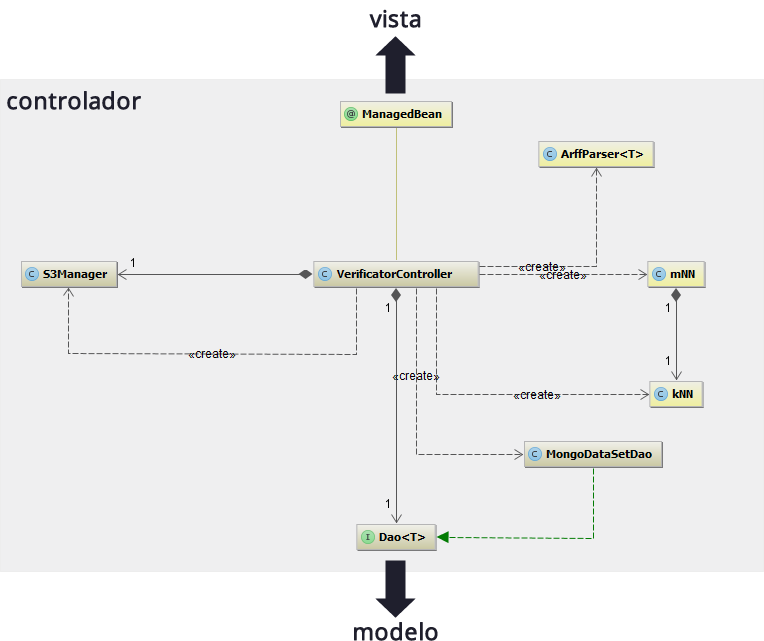 vista
controlador
@ ManagedBean
C ArffParser<T>
1
C S3Manager
C VerificatorController
«create»
«create»
C mNN
1
1
«create»
1
«create»
C kNN
«create»
C MongoDataSetDao
1
I Dao<T>
modelo